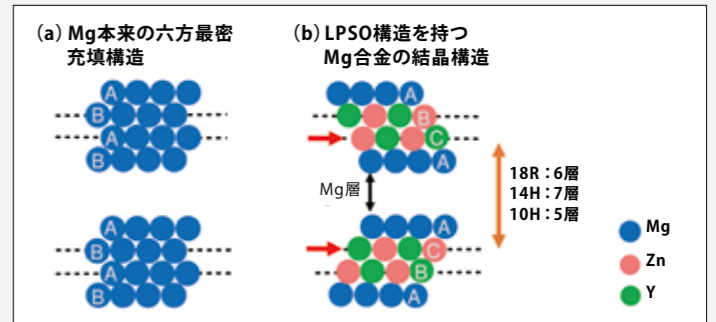 （a）Mg本来の六方最密
充填構造
（b）LPSO構造を持つ
Mg合金の結晶構造
A
B
A
B
A
B
A
B
A
B
C
A
Mg層
A
C
B
A
18R：6層
14H：7層
10H：5層
Mg
Zn
Y